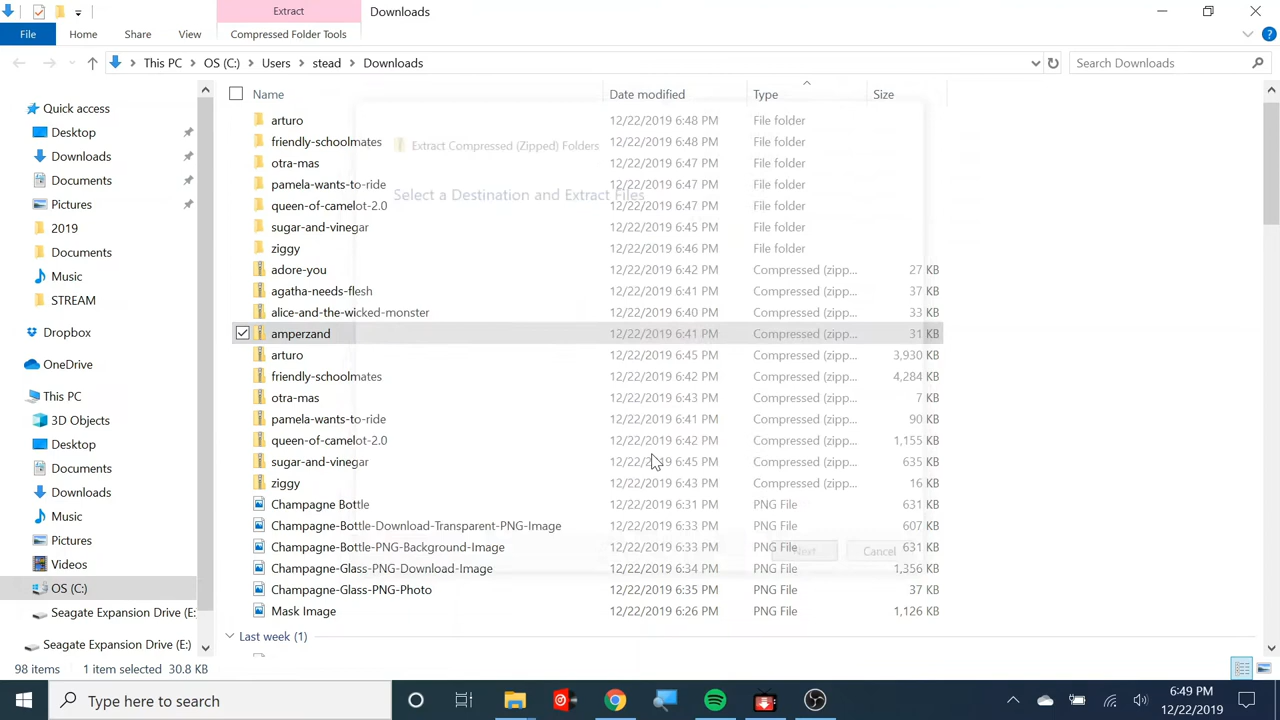 Extract
Downloads
File
Home
Share
View
Compressed Folder Tools
This PC
OS (C:)
Users
stead
Downloads
Search Downloads
Name
Date modified
Type
Size
arturo 12/22/2019 6:48 PM File folder
friendly-schoolmates 12/22/2019 6:48 PM File folder
otra-mas 12/22/2019 6:47 PM File folder
pamela-wants-to-ride 12/22/2019 6:47 PM File folder
queen-of-camelot-2.0 12/22/2019 6:47 PM File folder
sugar-and-vinegar 12/22/2019 6:45 PM File folder
ziggy 12/22/2019 6:46 PM File folder
adore-you 12/22/2019 6:42 PM Compressed (zipp... 27 KB
agatha-needs-flesh 12/22/2019 6:41 PM Compressed (zipp... 37 KB
alice-and-the-wicked-monster 12/22/2019 6:40 PM Compressed (zipp... 33 KB
amperzand 12/22/2019 6:41 PM Compressed (zipp... 31 KB
arturo 12/22/2019 6:45 PM Compressed (zipp... 3,930 KB
friendly-schoolmates 12/22/2019 6:42 PM Compressed (zipp... 4,284 KB
otra-mas 12/22/2019 6:43 PM Compressed (zipp... 7 KB
pamela-wants-to-ride 12/22/2019 6:41 PM Compressed (zipp... 90 KB
queen-of-camelot-2.0 12/22/2019 6:42 PM Compressed (zipp... 1,155 KB
sugar-and-vinegar 12/22/2019 6:45 PM Compressed (zipp... 635 KB
ziggy 12/22/2019 6:43 PM Compressed (zipp... 16 KB
Champagne Bottle 12/22/2019 6:31 PM PNG File 631 KB
Champagne-Bottle-Download-Transparent-PNG-Image 12/22/2019 6:33 PM PNG File 607 KB
Champagne-Bottle-PNG-Background-Image 12/22/2019 6:33 PM PNG File 631 KB
Champagne-Glass-PNG-Download-Image 12/22/2019 6:34 PM PNG File 1,356 KB
Champagne-Glass-PNG-Photo 12/22/2019 6:35 PM PNG File 37 KB
Mask Image 12/22/2019 6:26 PM PNG File 1,126 KB
Last week (1)
Extract Compressed (Zipped) Folders
Select a Destination and Extract Files
Next
Cancel
Quick access
Desktop
Downloads
Documents
Pictures
2019
Documents
Music
STREAM
Dropbox
OneDrive
This PC
3D Objects
Desktop
Documents
Downloads
Music
Pictures
Videos
OS (C:)
Seagate Expansion Drive (E:
Seagate Expansion Drive (E:)
98 items
1 item selected 30.8 KB
Type here to search
6:49 PM
12/22/2019